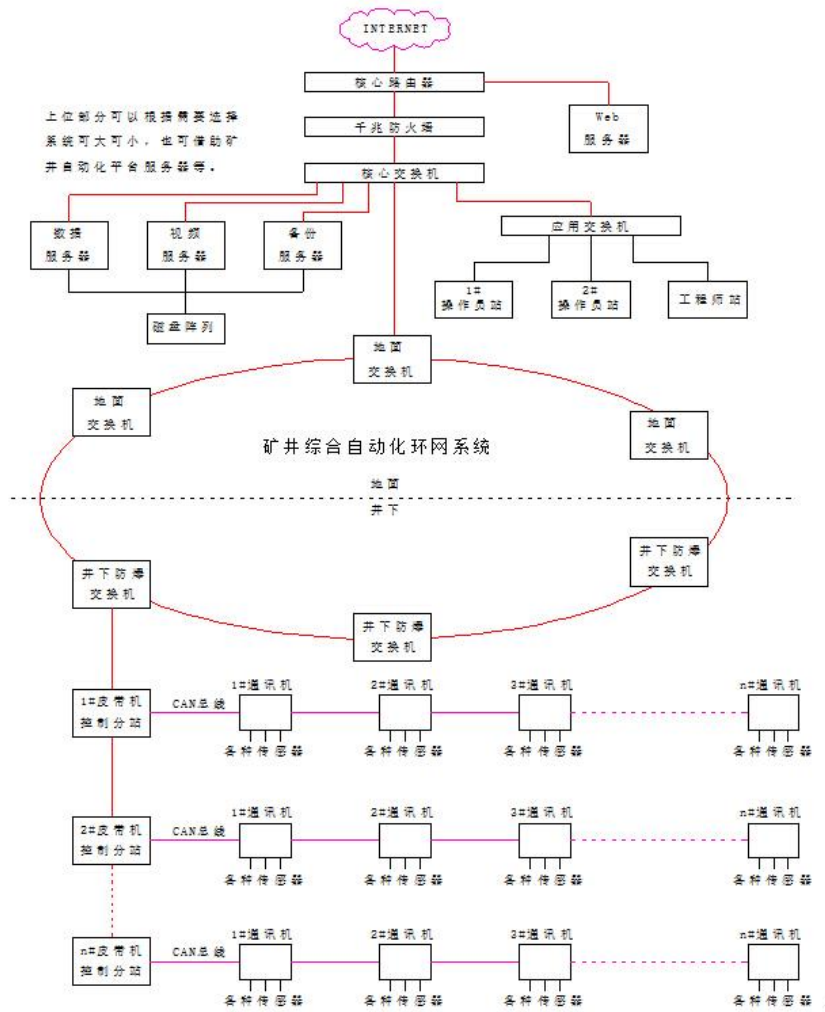 INTERNET
核心路由器
上位部分可以根据需要选择
系统可大可小，也可借助矿
井自动化平台服务器等。
Web
服务器
千兆防火墙
核心交换机
数据
服务器
视频
服务器
备份
服务器
应用交换机
1#
操作员站
2#
操作员站
工程师站
磁盘阵列
地面
交换机
地面
交换机
地面
交换机
矿井综合自动化环网系统
地面
井下
井下防爆
交换机
井下防爆
交换机
井下防爆
交换机
1#皮带机
控制分站
CAN总线
1#通讯机
2#通讯机
3#通讯机
n#通讯机
各种传感器
各种传感器
各种传感器
各种传感器
2#皮带机
控制分站
CAN总线
1#通讯机
2#通讯机
3#通讯机
n#通讯机
各种传感器
各种传感器
各种传感器
各种传感器
n#皮带机
控制分站
CAN总线
1#通讯机
2#通讯机
3#通讯机
n#通讯机
各种传感器
各种传感器
各种传感器
各种传感器